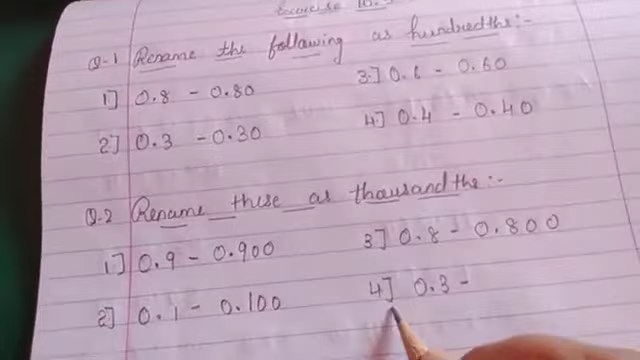 Exercise 10.
Q-1 Rename the following as hundredths:-
1] 0.8 - 0.80
3] 0.6 - 0.60
2] 0.3 - 0.30
4] 0.4 - 0.40
Q-2 Rename these as thousandths:-
1] 0.9 - 0.900
3] 0.8 - 0.800
2] 0.1 - 0.100
4] 0.3 -